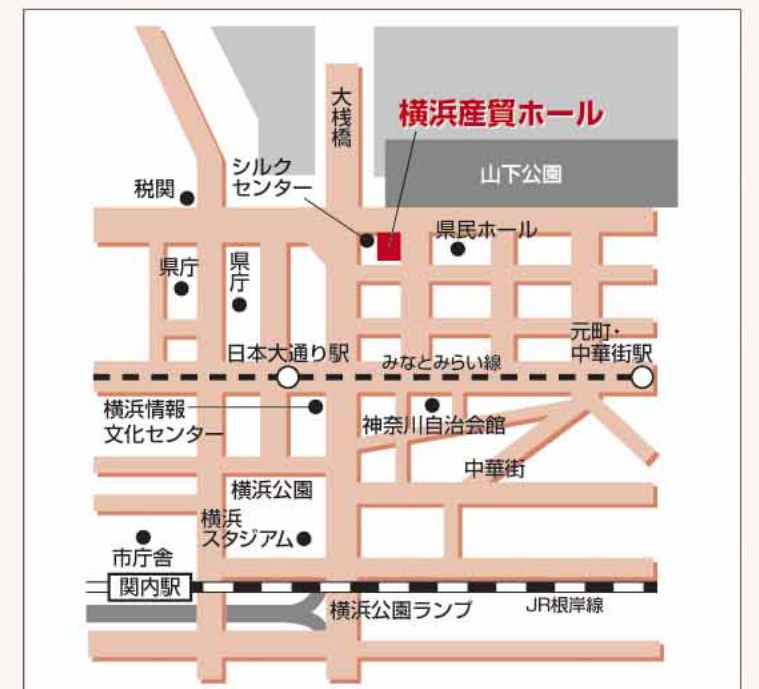 大桟橋
横浜産貿ホール
山下公園
シルク
センター
税関
県民ホール
県庁
県庁
元町・
中華街駅
日本大通り駅
みなとみらい線
横浜情報
文化センター
神奈川自治会館
中華街
横浜公園
横浜
スタジアム
市庁舎
関内駅
横浜公園ランプ
JR根岸線